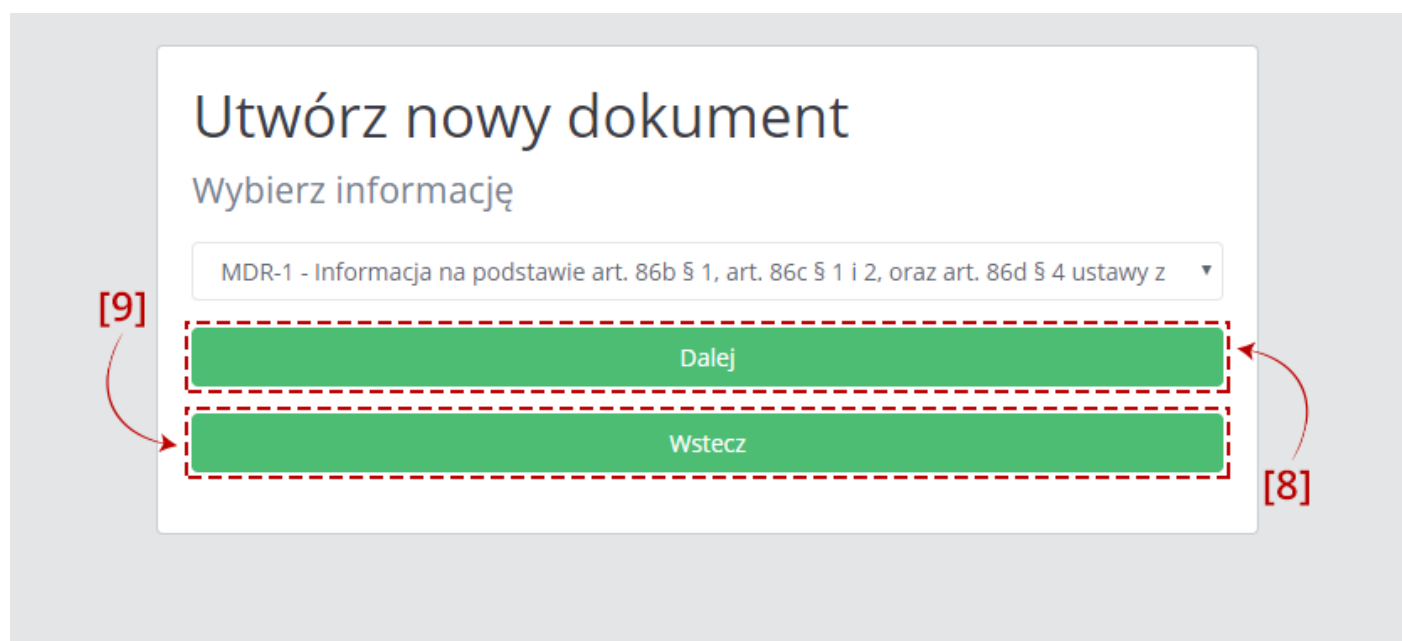 Utwórz nowy dokument
Wybierz informację
MDR-1 - Informacja na podstawie art. 86b § 1, art. 86c § 1 i 2, oraz art. 86d § 4 ustawy z
[9]
Dalej
Wstecz
[8]